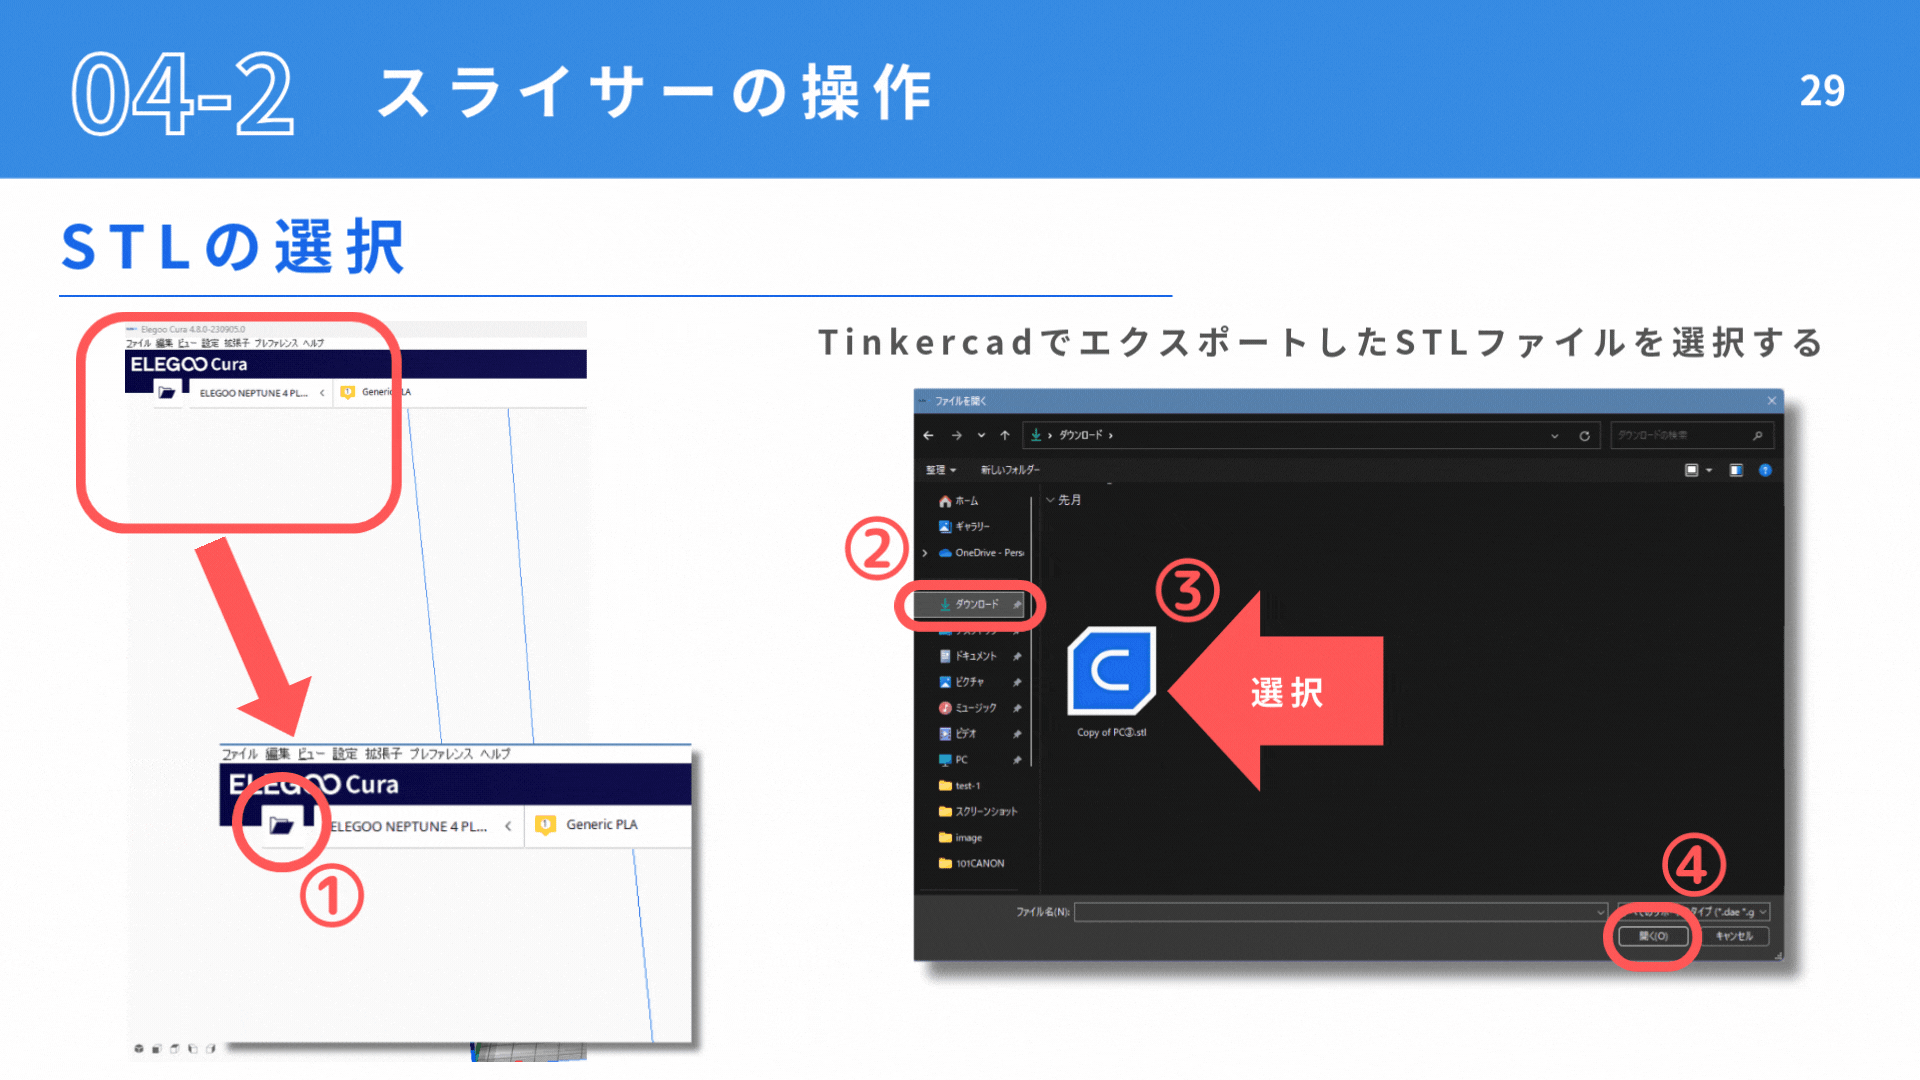 04-2 スライサーの操作
29
STLの選択
TinkercadでエクスポートしたSTLファイルを選択する
Elegoo Cura 4.8.0-230905.0
ファイル 編集 ビュー 設定 拡張子 プレファレンス ヘルプ
ELEGOO Cura
ELEGOO NEPTUNE 4 PL... < Generic PLA
ファイル 編集 ビュー 設定 拡張子 プレファレンス ヘルプ
ELEGOO Cura
ELEGOO NEPTUNE 4 PL... < Generic PLA
①
ファイルを開く
ダウンロード
ダウンロードの検索
整理 新しいフォルダー
ホーム
ギャラリー
OneDrive - Pers
②
ダウンロード
ドキュメント
ピクチャ
ミュージック
ビデオ
PC
test-1
スクリーンショット
image
101CANON
先月
③
選択
Copy of PC②.stl
④
ファイル名(N):
タイプ (*.dae *.g
開く(O)
キャンセル